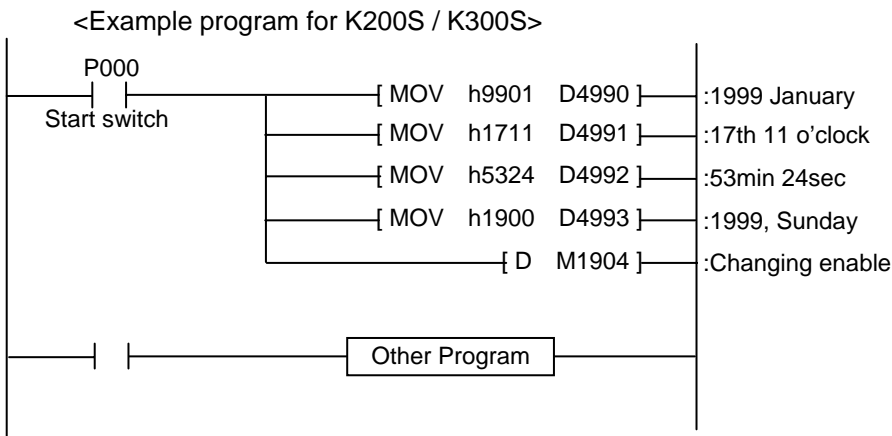 <Example program for K200S / K300S>
P000
Start switch
[ MOV h9901 D4990 ] :1999 January
[ MOV h1711 D4991 ] :17th 11 o’clock
[ MOV h5324 D4992 ] :53min 24sec
[ MOV h1900 D4993 ] :1999, Sunday
[ D M1904 ] :Changing enable
Other Program